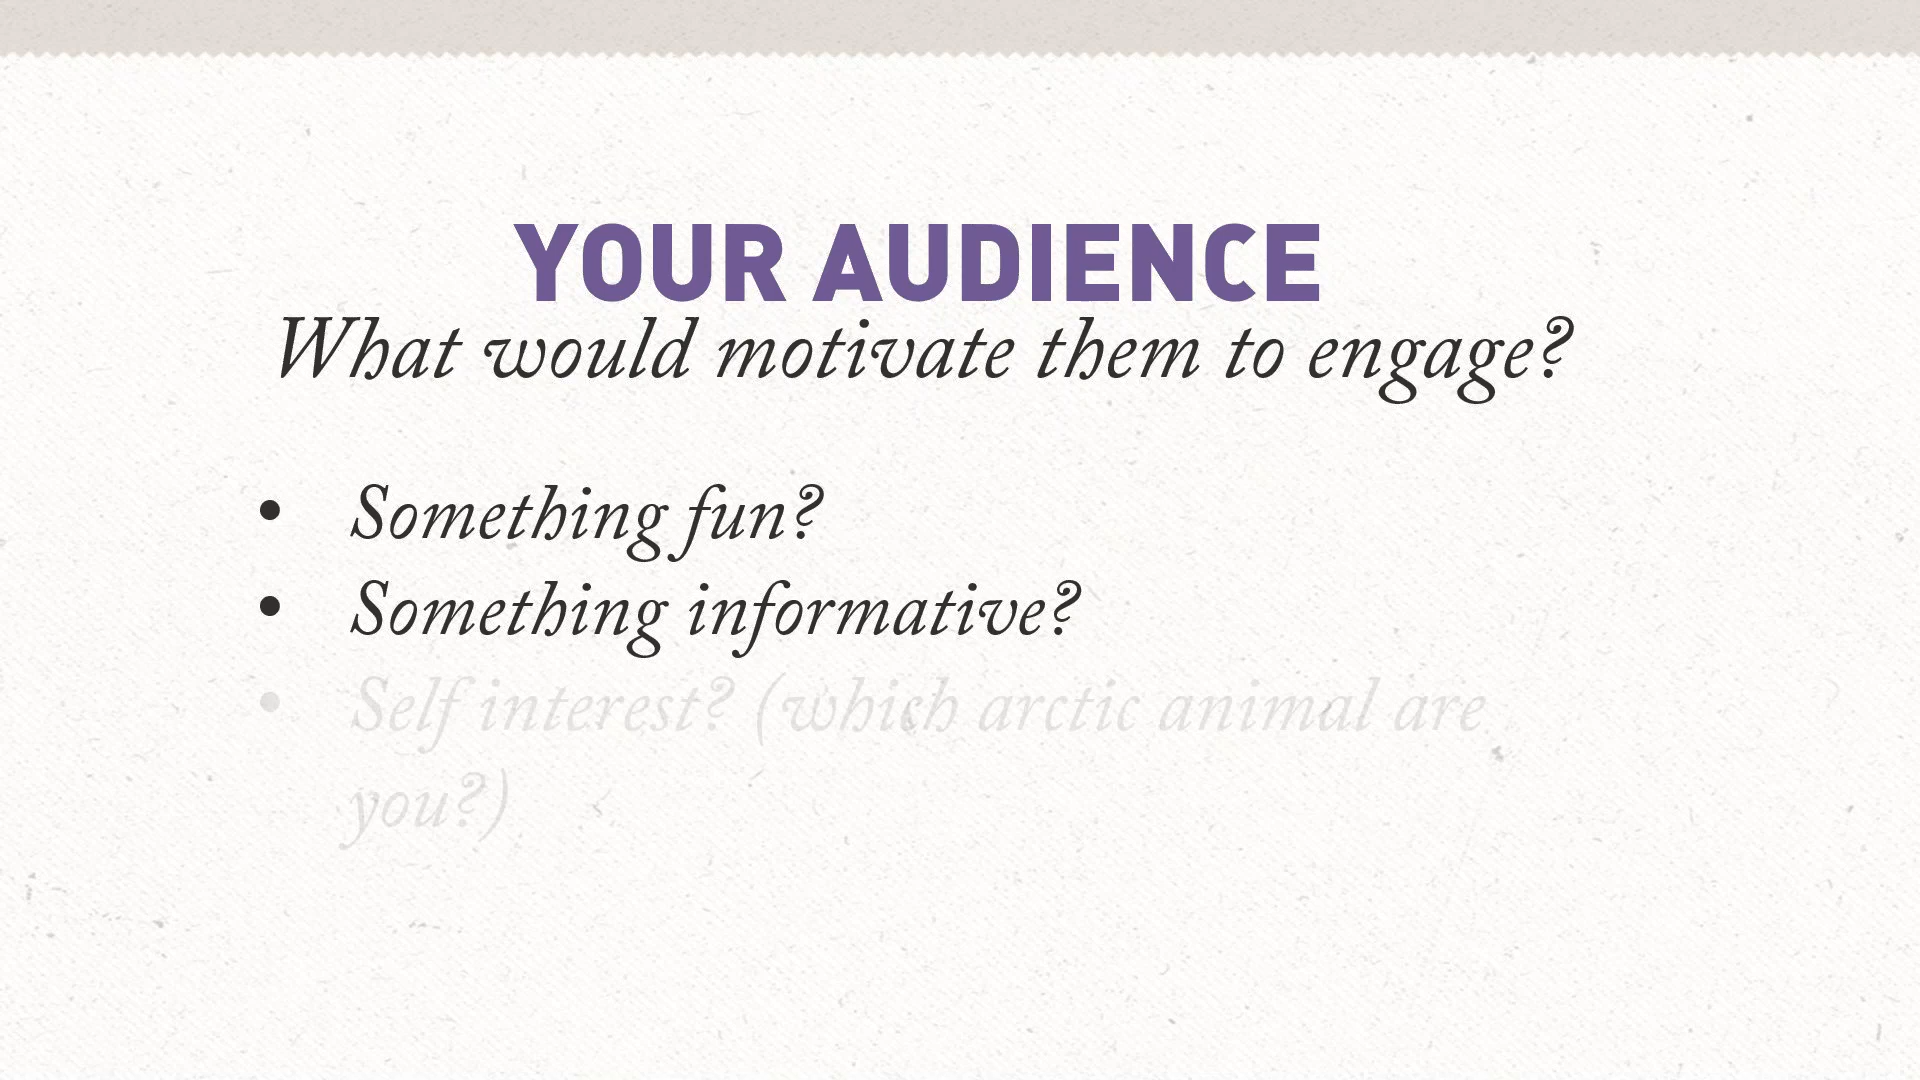 YOUR AUDIENCE
What would motivate them to engage?
• Something fun?
• Something informative?
• Self interest? (which arctic animal are
you?)